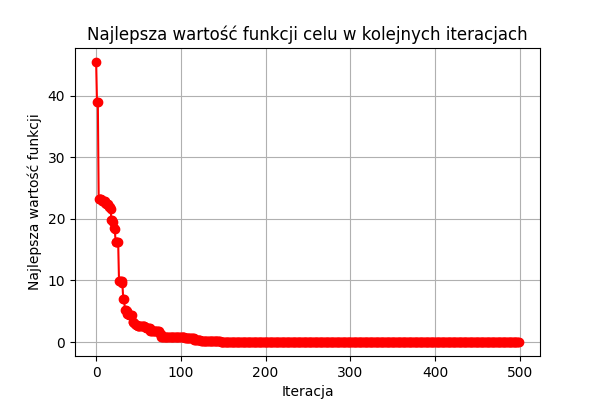 Najlepsza wartość funkcji celu w kolejnych iteracjach
Najlepsza wartość funkcji
40
30
20
10
0
0 100 200 300 400 500
Iteracja